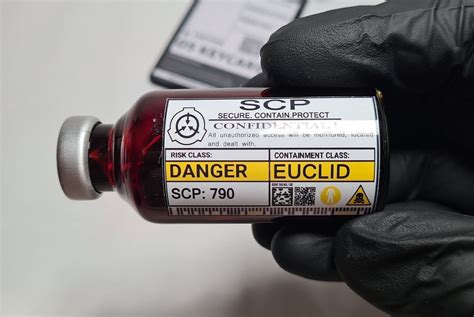 SCP
SECURE. CONTAIN.PROTECT
CONFIDENTIAL!
All unauthorized access will be monitored, located
and dealt with.
RISK CLASS:
CONTAINMENT CLASS:
DANGER
EUCLID
SCP: 790